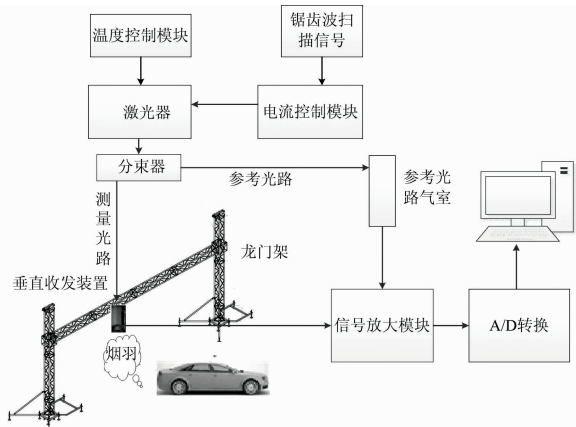 温度控制模块
锯齿波扫
描信号
激光器
电流控制模块
分束器
参考光路
参考光
路气室
测量光路
龙门架
垂直收发装置
烟羽
信号放大模块
A/D转换